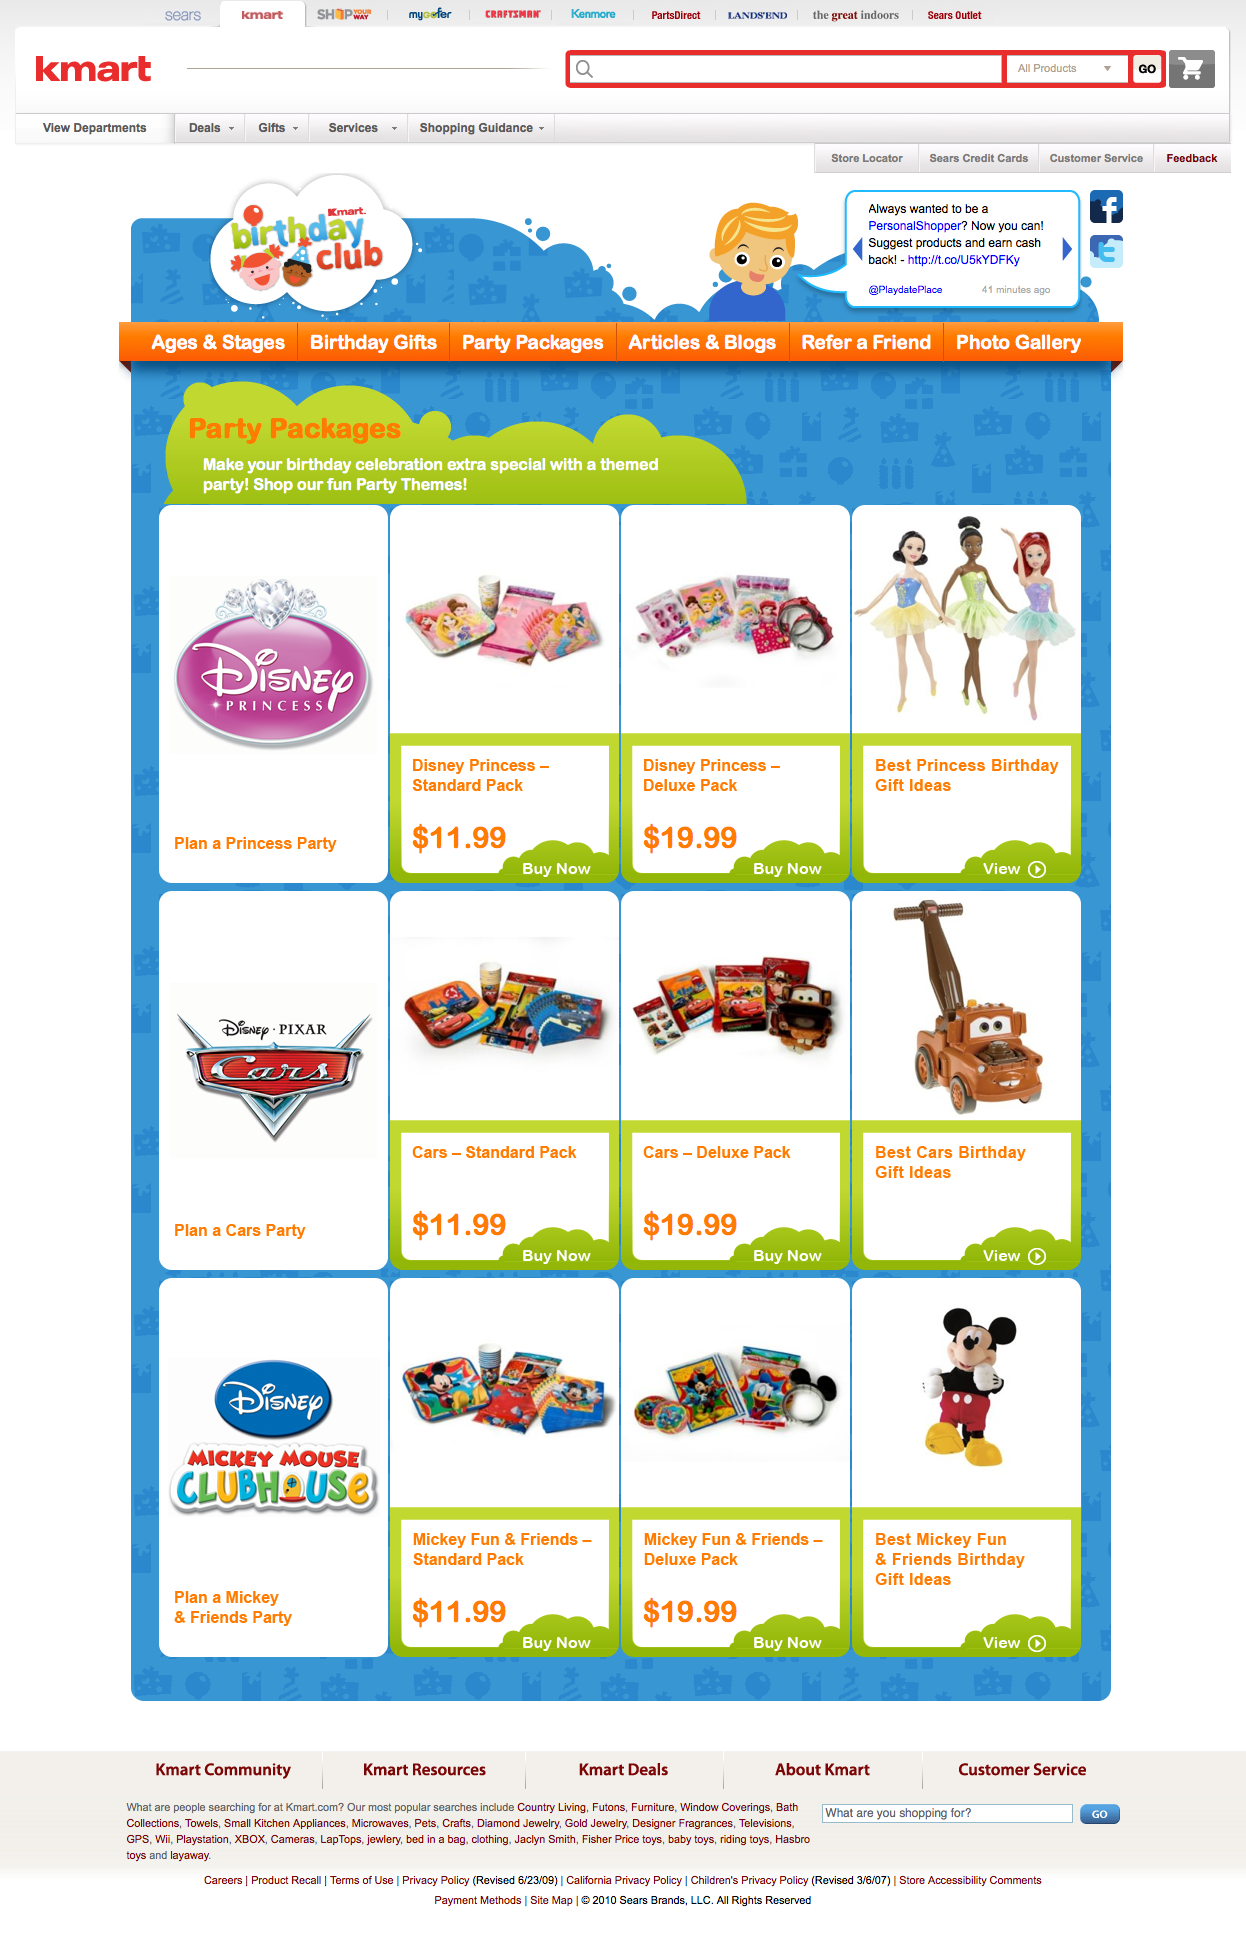 sears
kmart
SHOP YOUR WAY
mygofer
CRAFTSMAN
Kenmore
PartsDirect
LANDS'END
the great indoors
Sears Outlet
kmart
All Products
GO
View Departments
Deals
Gifts
Services
Shopping Guidance
Store Locator
Sears Credit Cards
Customer Service
Feedback
Kmart.
birthday
club
Always wanted to be a
PersonalShopper? Now you can!
Suggest products and earn cash
back! - http://t.co/U5kYDFKy
@PlaydatePlace
41 minutes ago
Ages & Stages
Birthday Gifts
Party Packages
Articles & Blogs
Refer a Friend
Photo Gallery
Party Packages
Make your birthday celebration extra special with a themed
party! Shop our fun Party Themes!
Disney
PRINCESS
Plan a Princess Party
Disney Princess –
Standard Pack
$11.99
Buy Now
Disney Princess –
Deluxe Pack
$19.99
Buy Now
Best Princess Birthday
Gift Ideas
View
Disney · PIXAR
Cars
Plan a Cars Party
Cars – Standard Pack
$11.99
Buy Now
Cars – Deluxe Pack
$19.99
Buy Now
Best Cars Birthday
Gift Ideas
View
Disney
MICKEY MOUSE
CLUBHOUSE
Plan a Mickey
& Friends Party
Mickey Fun & Friends –
Standard Pack
$11.99
Buy Now
Mickey Fun & Friends –
Deluxe Pack
$19.99
Buy Now
Best Mickey Fun
& Friends Birthday
Gift Ideas
View
Kmart Community
Kmart Resources
Kmart Deals
About Kmart
Customer Service
What are people searching for at Kmart.com? Our most popular searches include Country Living, Futons, Furniture, Window Coverings, Bath
Collections, Towels, Small Kitchen Appliances, Microwaves, Pets, Crafts, Diamond Jewelry, Gold Jewelry, Designer Fragrances, Televisions,
GPS, Wii, Playstation, XBOX, Cameras, LapTops, jewlery, bed in a bag, clothing, Jaclyn Smith, Fisher Price toys, baby toys, riding toys, Hasbro
toys and layaway.
What are you shopping for?
GO
Careers | Product Recall | Terms of Use | Privacy Policy (Revised 6/23/09) | California Privacy Policy | Children's Privacy Policy (Revised 3/6/07) | Store Accessibility Comments
Payment Methods | Site Map | © 2010 Sears Brands, LLC. All Rights Reserved